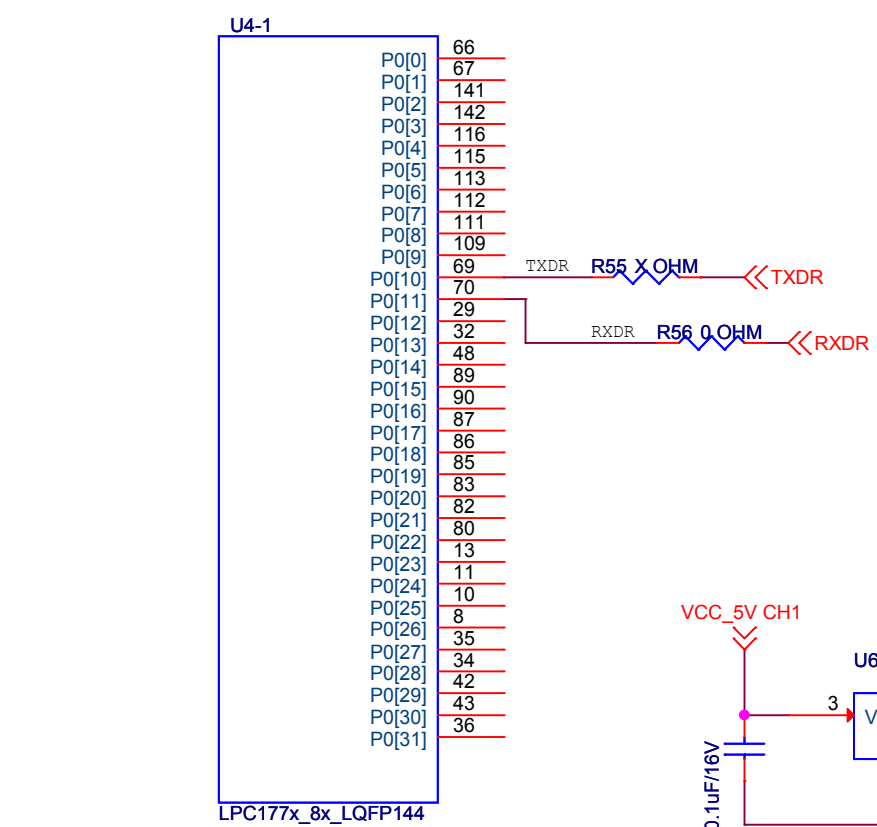 U4-1
P0[0] 66
P0[1] 67
P0[2] 141
P0[3] 142
P0[4] 116
P0[5] 115
P0[6] 113
P0[7] 112
P0[8] 111
P0[9] 109
P0[10] 69 TXDR R55 X OHM TXDR
P0[11] 70
P0[12] 29
P0[13] 32 RXDR R56 0 OHM RXDR
P0[14] 48
P0[15] 89
P0[16] 90
P0[17] 87
P0[18] 86
P0[19] 85
P0[20] 83
P0[21] 82
P0[22] 80
P0[23] 13
P0[24] 11
P0[25] 10
P0[26] 8
P0[27] 35
P0[28] 34
P0[29] 42
P0[30] 43
P0[31] 36
LPC177x_8x_LQFP144
VCC_5V CH1
U6
3
V
0.1uF/16V